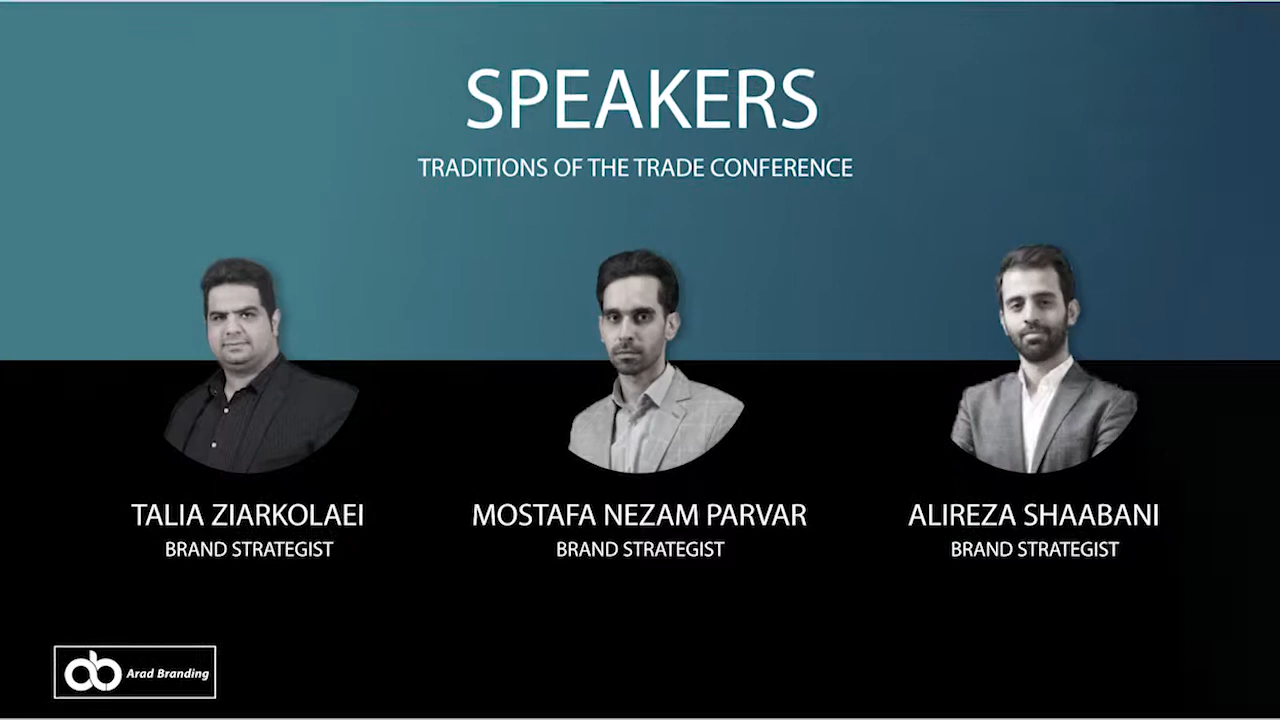 SPEAKERS
TRADITIONS OF THE TRADE CONFERENCE
TALIA ZIARKOLAEI
BRAND STRATEGIST
MOSTAFA NEZAM PARVAR
BRAND STRATEGIST
ALIREZA SHAABANI
BRAND STRATEGIST
ab Arad Branding